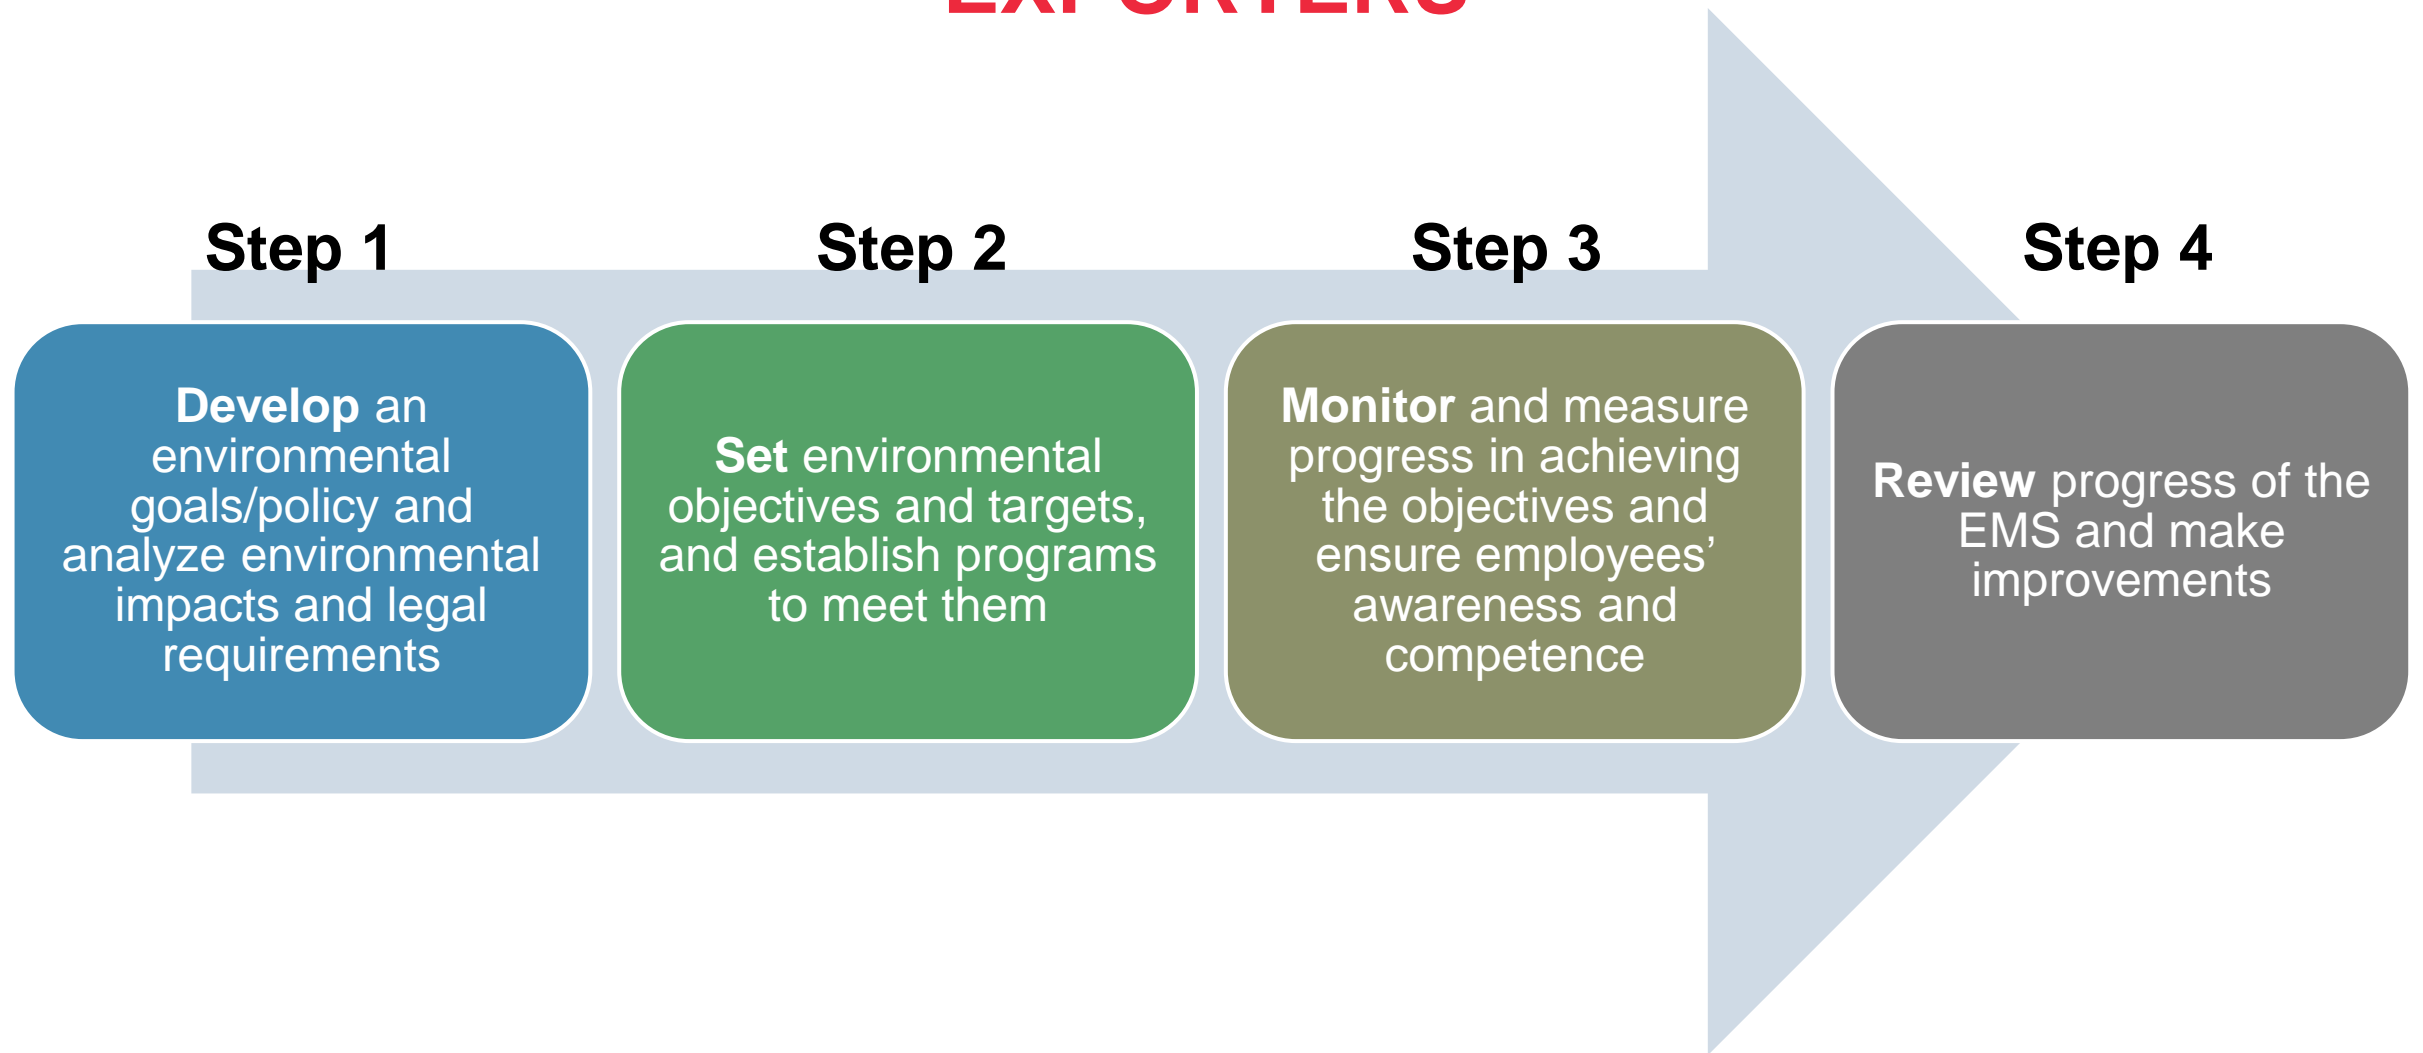 EXPORTERS
Step 1
Step 2
Step 3
Step 4
Develop an
environmental
goals/policy and
analyze environmental
impacts and legal
requirements
Set environmental
objectives and targets,
and establish programs
to meet them
Monitor and measure
progress in achieving
the objectives and
ensure employees’
awareness and
competence
Review progress of the
EMS and make
improvements